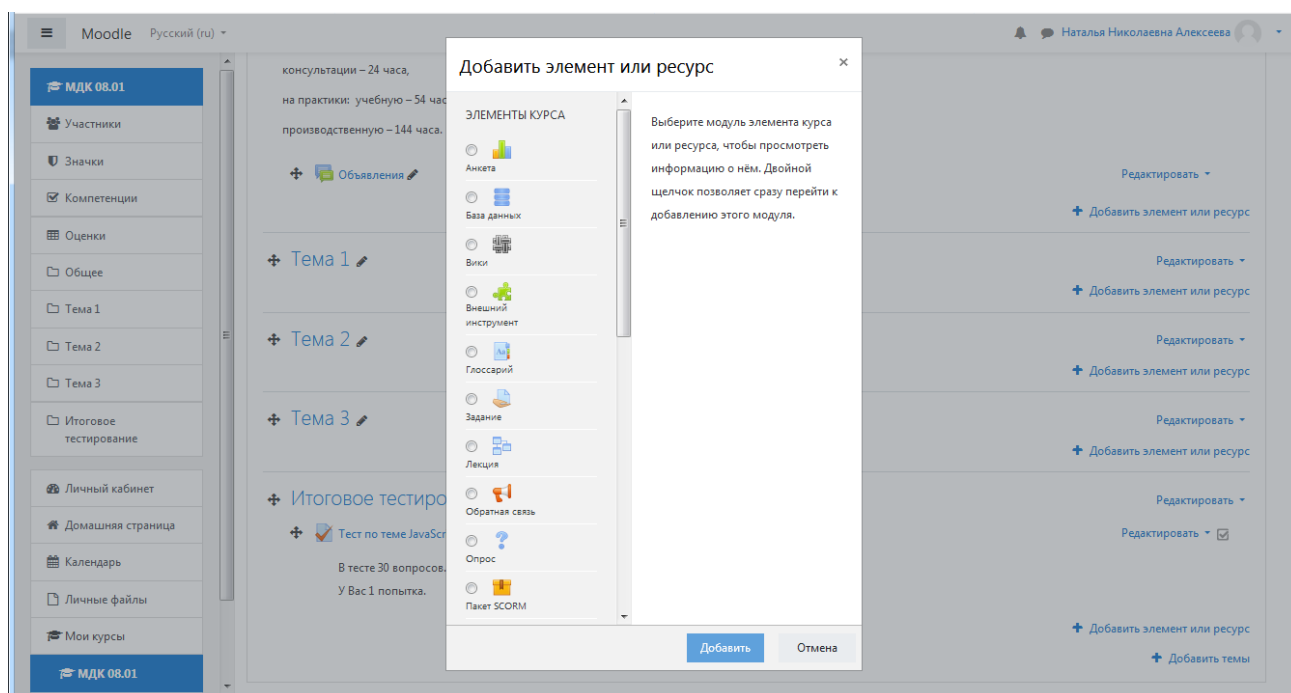 Moodle Русский (ru)
Наталья Николаевна Алексеева
МДК 08.01
Участники
Значки
Компетенции
Оценки
Общее
Тема 1
Тема 2
Тема 3
Итоговое
тестирование
Личный кабинет
Домашняя страница
Календарь
Личные файлы
Мои курсы
МДК 08.01
консультации – 24 часа,
на практики: учебную – 54 час
производственную – 144 часа.
Объявления
Редактировать
Добавить элемент или ресурс
Тема 1
Редактировать
Добавить элемент или ресурс
Тема 2
Редактировать
Добавить элемент или ресурс
Тема 3
Редактировать
Добавить элемент или ресурс
Итоговое тестиро
Редактировать
Тест по теме JavaScr
Редактировать
В тесте 30 вопросов.
У Вас 1 попытка.
Добавить элемент или ресурс
Добавить темы
Добавить элемент или ресурс
×
ЭЛЕМЕНТЫ КУРСА
Анкета
База данных
Вики
Внешний
инструмент
Aa
Глоссарий
Задание
Лекция
Обратная связь
Опрос
Пакет SCORM
Выберите модуль элемента курса
или ресурса, чтобы просмотреть
информацию о нём. Двойной
щелчок позволяет сразу перейти к
добавлению этого модуля.
Добавить Отмена